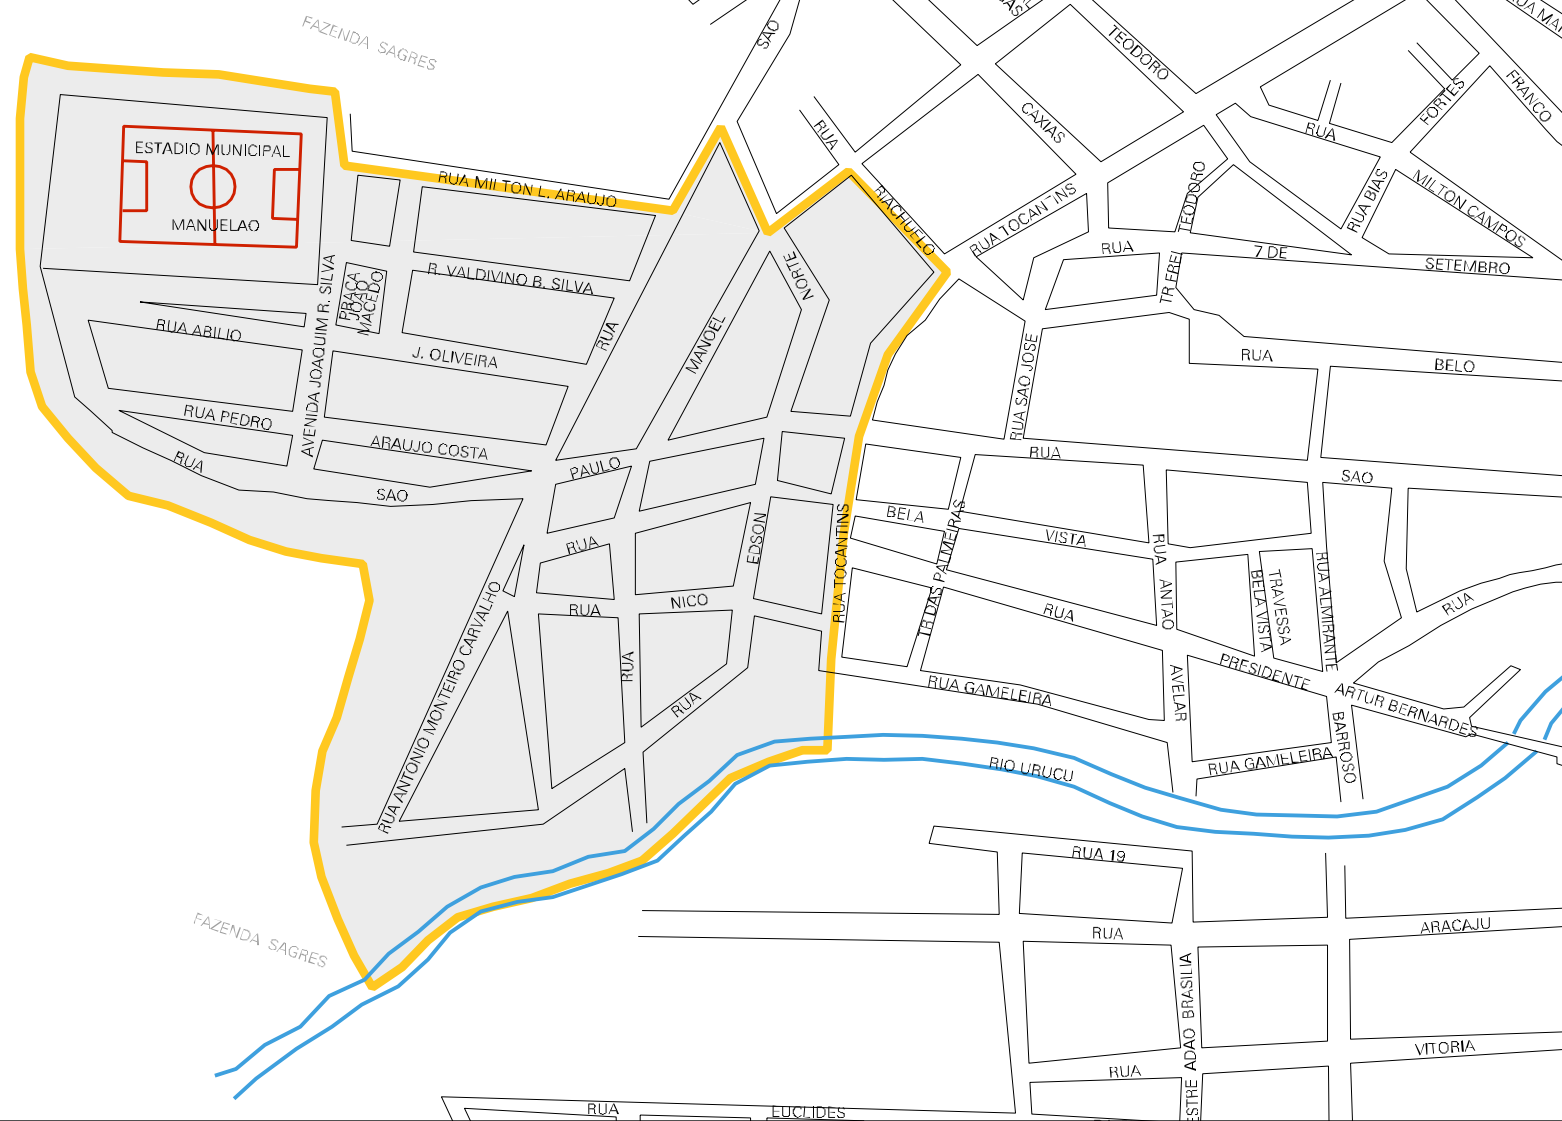 FAZENDA SAGRES
SAO
TEODORO
RUA
CAXIAS
FORTES
FRANCO
RUA
ESTADIO MUNICIPAL
MANUELAO
RUA MILTON L. ARAUJO
RIACHUELO
RUA TOCANTINS
TEODORO
RUA BIAS
MILTON CAMPOS
RUA
7 DE
SETEMBRO
TR FREI
NORTE
R. VALDIVINO B. SILVA
PRACA
JOAO
MACEDO
AVENIDA JOAQUIM R. SILVA
RUA ABILIO
J. OLIVEIRA
RUA
MANOEL
RUA SAO JOSE
RUA
BELO
RUA PEDRO
ARAUJO COSTA
RUA
SAO
PAULO
RUA
SAO
EDSON
RUA TOCANTINS
BELA
VISTA
TR DAS PALMEIRAS
RUA
ANTAO
AVELAR
RUA
RUA
NICO
RUA
RUA
RUA ANTONIO MONTEIRO CARVALHO
RUA
PRESIDENTE
ARTUR BERNARDES
TRAVESSA
BELA VISTA
RUA ALMIRANTE
BARROSO
RUA
RUA GAMELEIRA
RUA GAMELEIRA
RIO URUCU
RUA 19
FAZENDA SAGRES
RUA
ARACAJU
ESTRE ADAO BRASILIA
RUA
VITORIA
RUA
EUCLIDES